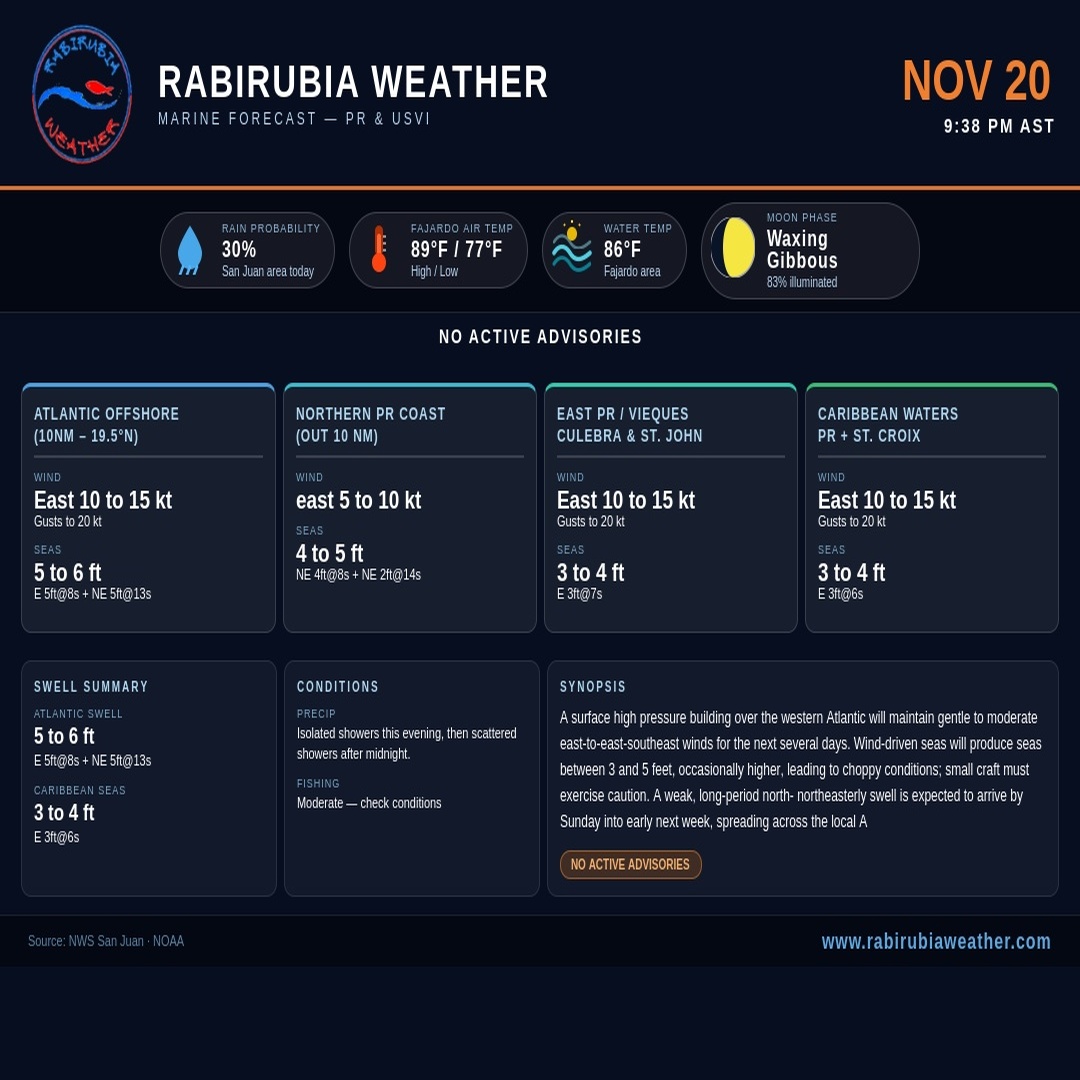 RABIRUBIA
WEATHER
RABIRUBIA WEATHER
MARINE FORECAST — PR & USVI
NOV 20
9:38 PM AST
RAIN PROBABILITY
30%
San Juan area today
FAJARDO AIR TEMP
89°F / 77°F
High / Low
WATER TEMP
86°F
Fajardo area
MOON PHASE
Waxing
Gibbous
83% illuminated
NO ACTIVE ADVISORIES
ATLANTIC OFFSHORE
(10NM – 19.5°N)
WIND
East 10 to 15 kt
Gusts to 20 kt
SEAS
5 to 6 ft
E 5ft@8s + NE 5ft@13s
NORTHERN PR COAST
(OUT 10 NM)
WIND
east 5 to 10 kt
SEAS
4 to 5 ft
NE 4ft@8s + NE 2ft@14s
EAST PR / VIEQUES
CULEBRA & ST. JOHN
WIND
East 10 to 15 kt
Gusts to 20 kt
SEAS
3 to 4 ft
E 3ft@7s
CARIBBEAN WATERS
PR + ST. CROIX
WIND
East 10 to 15 kt
Gusts to 20 kt
SEAS
3 to 4 ft
E 3ft@6s
SWELL SUMMARY
ATLANTIC SWELL
5 to 6 ft
E 5ft@8s + NE 5ft@13s
CARIBBEAN SEAS
3 to 4 ft
E 3ft@6s
CONDITIONS
PRECIP
Isolated showers this evening, then scattered
showers after midnight.
FISHING
Moderate — check conditions
SYNOPSIS
A surface high pressure building over the western Atlantic will maintain gentle to moderate
east-to-east-southeast winds for the next several days. Wind-driven seas will produce seas
between 3 and 5 feet, occasionally higher, leading to choppy conditions; small craft must
exercise caution. A weak, long-period north- northeasterly swell is expected to arrive by
Sunday into early next week, spreading across the local A
NO ACTIVE ADVISORIES
Source: NWS San Juan · NOAA
www.rabirubiaweather.com